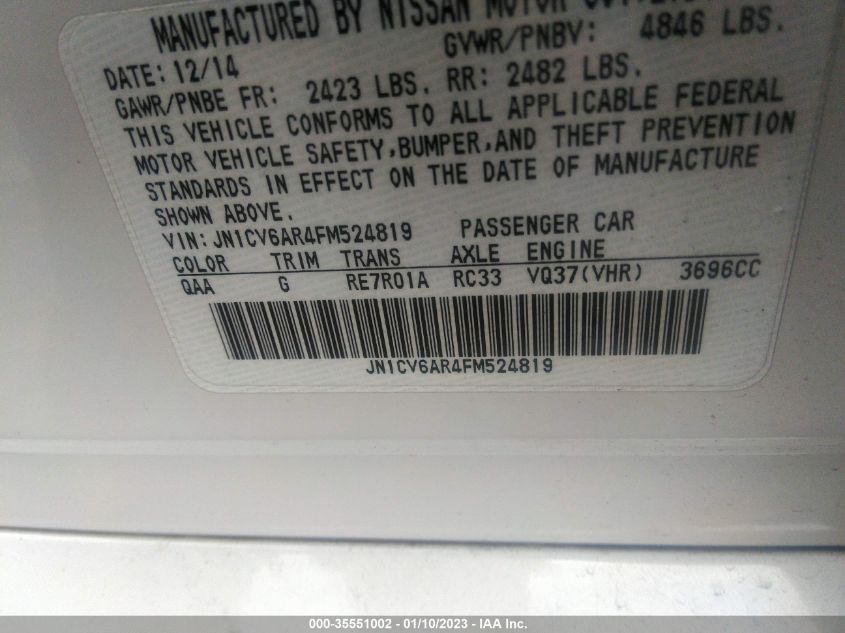 MANUFACTURED BY NISSAN MOTOR
GVWR/PNBV: 4846 LBS.
DATE: 12/14
GAWR/PNBE FR: 2423 LBS. RR: 2482 LBS.
THIS VEHICLE CONFORMS TO ALL APPLICABLE FEDERAL
MOTOR VEHICLE SAFETY,BUMPER,AND THEFT PREVENTION
STANDARDS IN EFFECT ON THE DATE OF MANUFACTURE
SHOWN ABOVE.
VIN: JN1CV6AR4FM524819 PASSENGER CAR
COLOR TRIM TRANS AXLE ENGINE
QAA G RE7R01A RC33 VQ37(VHR) 3696CC
JN1CV6AR4FM524819
000-35551002 - 01/10/2023 - IAA Inc.